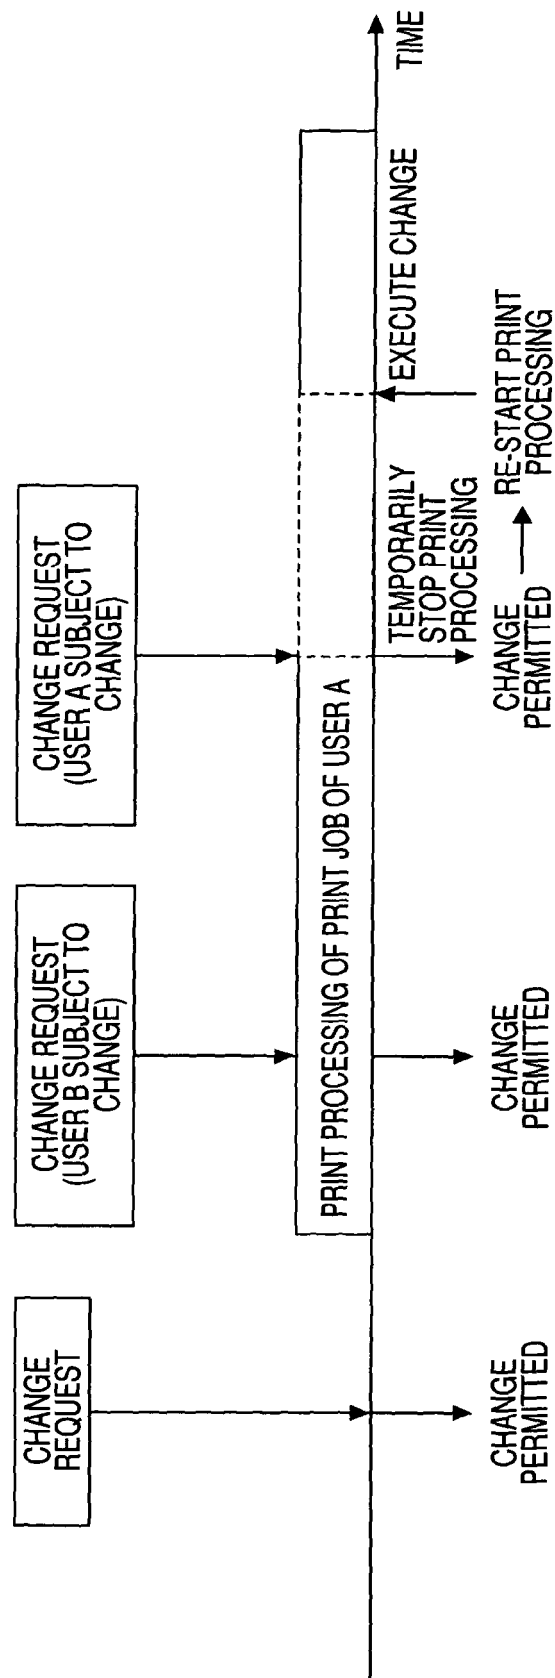 CHANGE
REQUEST
CHANGE REQUEST
(USER B SUBJECT TO
CHANGE)
CHANGE REQUEST
(USER A SUBJECT TO
CHANGE)
PRINT PROCESSING OF PRINT JOB OF USER A
TEMPORARILY
STOP PRINT
PROCESSING
EXECUTE CHANGE
TIME
CHANGE
PERMITTED
CHANGE
PERMITTED
CHANGE
PERMITTED
RE-START PRINT
PROCESSING